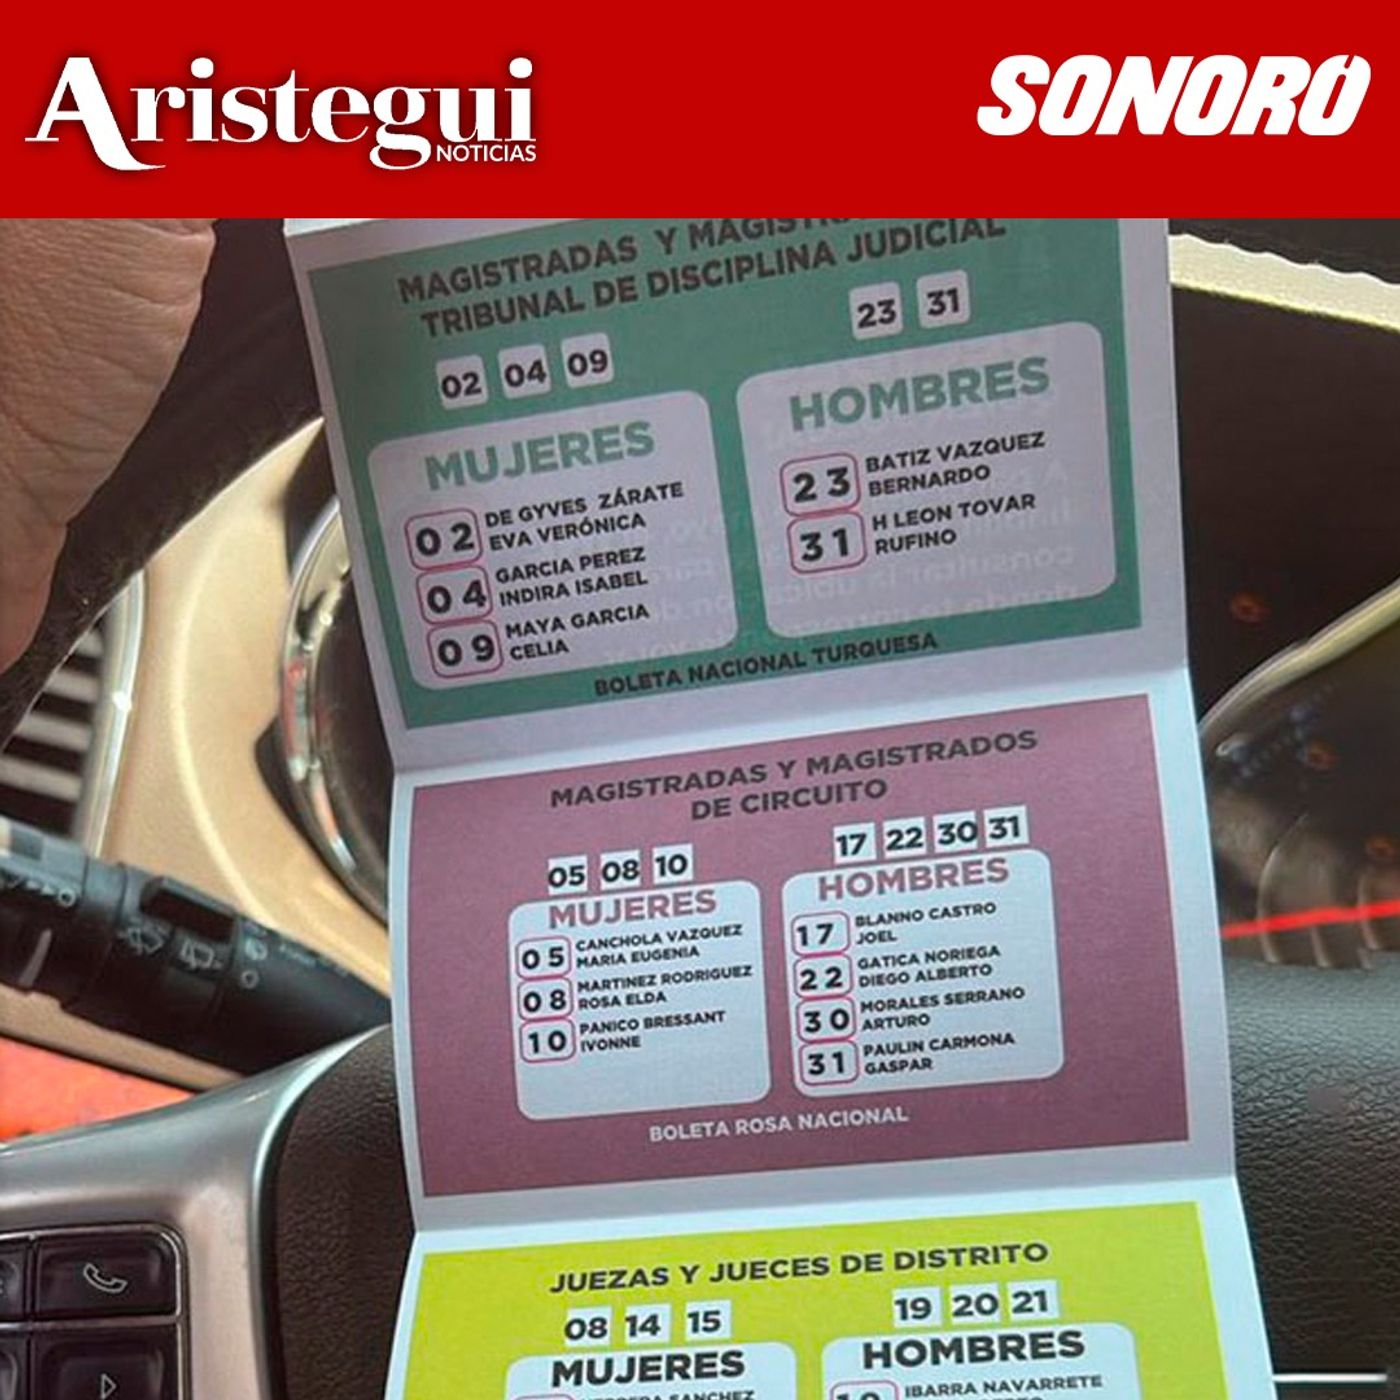 Aristegui
NOTICIAS
SONORO
MAGISTRADAS Y
TRIBUNAL DE DISCIPLINA JUDICIAL
02 04 09
23 31
MUJERES
02 DE GYVES ZÁRATE
EVA VERÓNICA
04 GARCIA PEREZ
INDIRA ISABEL
09 MAYA GARCIA
CELIA
HOMBRES
23 BATIZ VAZQUEZ
BERNARDO
31 H LEON TOVAR
RUFINO
BOLETA NACIONAL TURQUESA
MAGISTRADAS Y MAGISTRADOS
DE CIRCUITO
05 08 10
17 22 30 31
MUJERES
05 CANCHOLA VAZQUEZ
MARIA EUGENIA
08 MARTINEZ RODRIGUEZ
ROSA ELDA
10 PANICO BRESSANT
IVONNE
HOMBRES
17 BLANNO CASTRO
JOEL
22 GATICA NORIEGA
DIEGO ALBERTO
30 MORALES SERRANO
ARTURO
31 PAULIN CARMONA
GASPAR
BOLETA ROSA NACIONAL
JUEZAS Y JUECES DE DISTRITO
08 14 15
19 20 21
MUJERES
SANCHEZ
HOMBRES
IBARRA NAVARRETE